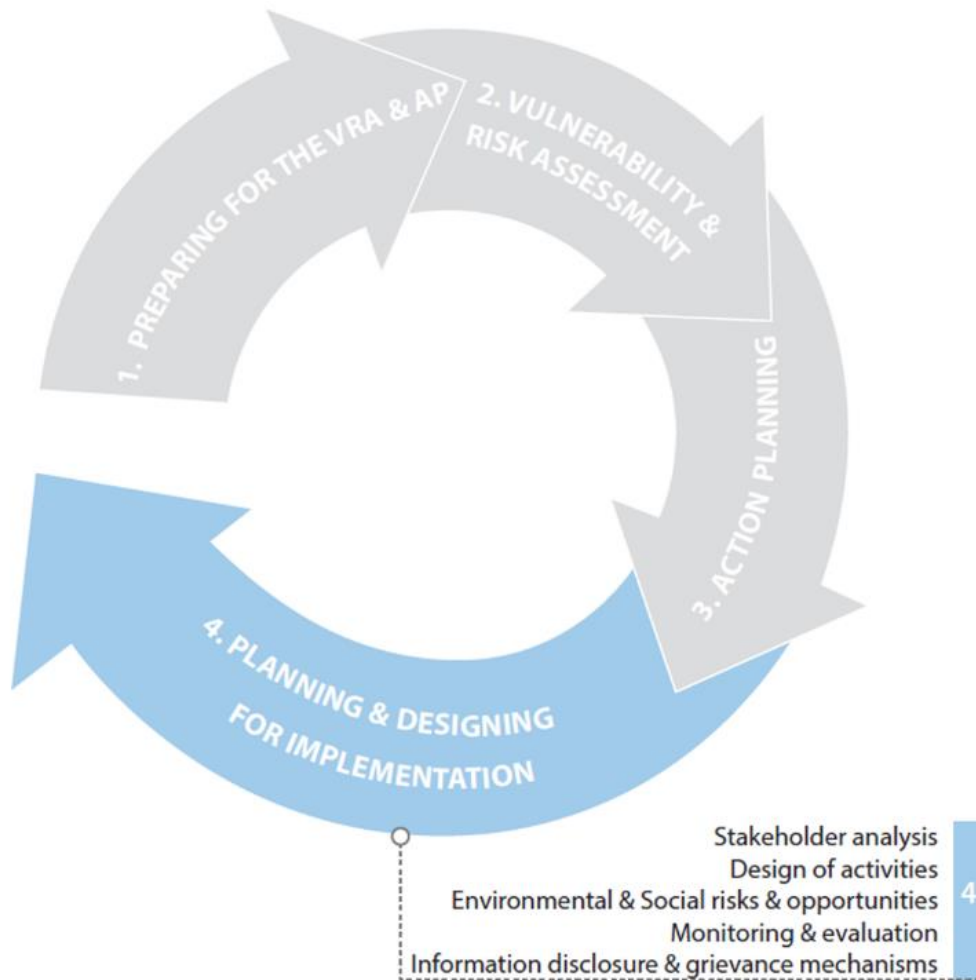 1. PREPARING FOR THE VRA & AP
2. VULNERABILITY &
RISK ASSESSMENT
3. ACTION PLANNING
4. PLANNING & DESIGNING
FOR IMPLEMENTATION
Stakeholder analysis
Design of activities
Environmental & Social risks & opportunities
Monitoring & evaluation
Information disclosure & grievance mechanisms
4